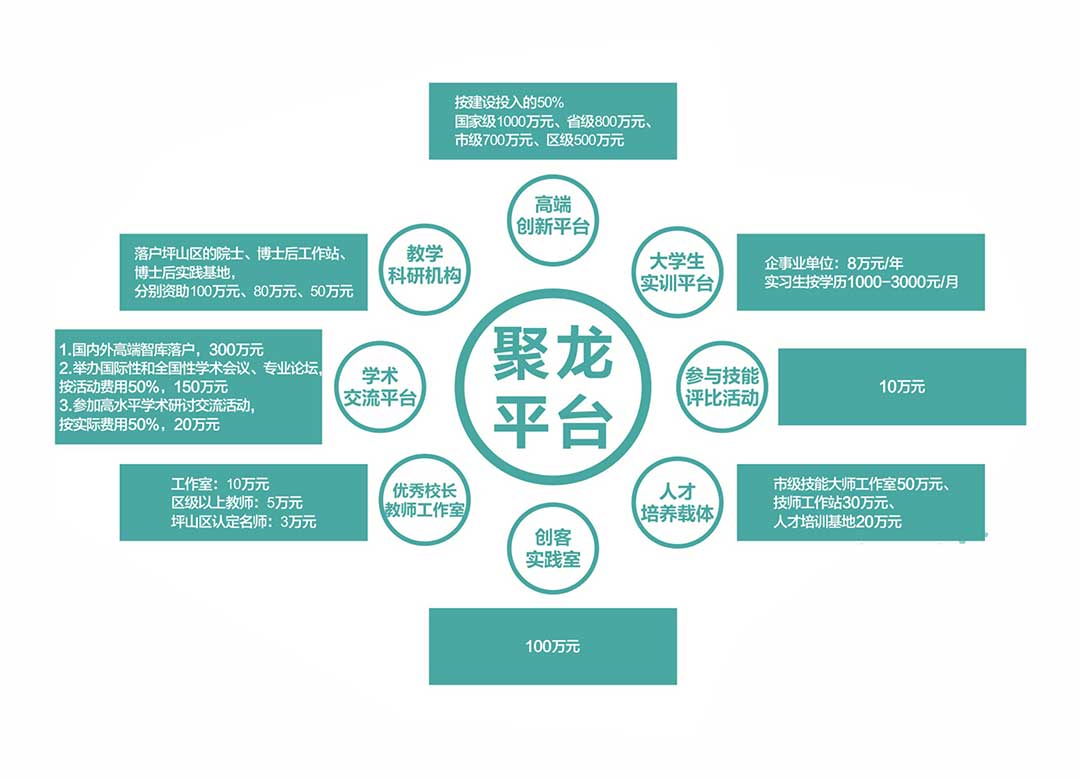 按建设投入的50%
国家级1000万元、省级800万元、
市级700万元、区级500万元
高端
创新平台
教学
科研机构
落户坪山区的院士、博士后工作站、
博士后实践基地，
分别资助100万元、80万元、50万元
大学生
实训平台
企事业单位：8万元/年
实习生按学历1000-3000元/月
聚龙
平台
学术
交流平台
1.国内外高端智库落户，300万元
2.举办国际性和全国性学术会议、专业论坛，
按活动费用50%，150万元
3.参加高水平学术研讨交流活动，
按实际费用50%，20万元
参与技能
评比活动
10万元
优秀校长
教师工作室
工作室：10万元
区级以上教师：5万元
坪山区认定名师：3万元
人才
培养载体
市级技能大师工作室50万元、
技师工作站30万元、
人才培训基地20万元
创客
实践室
100万元